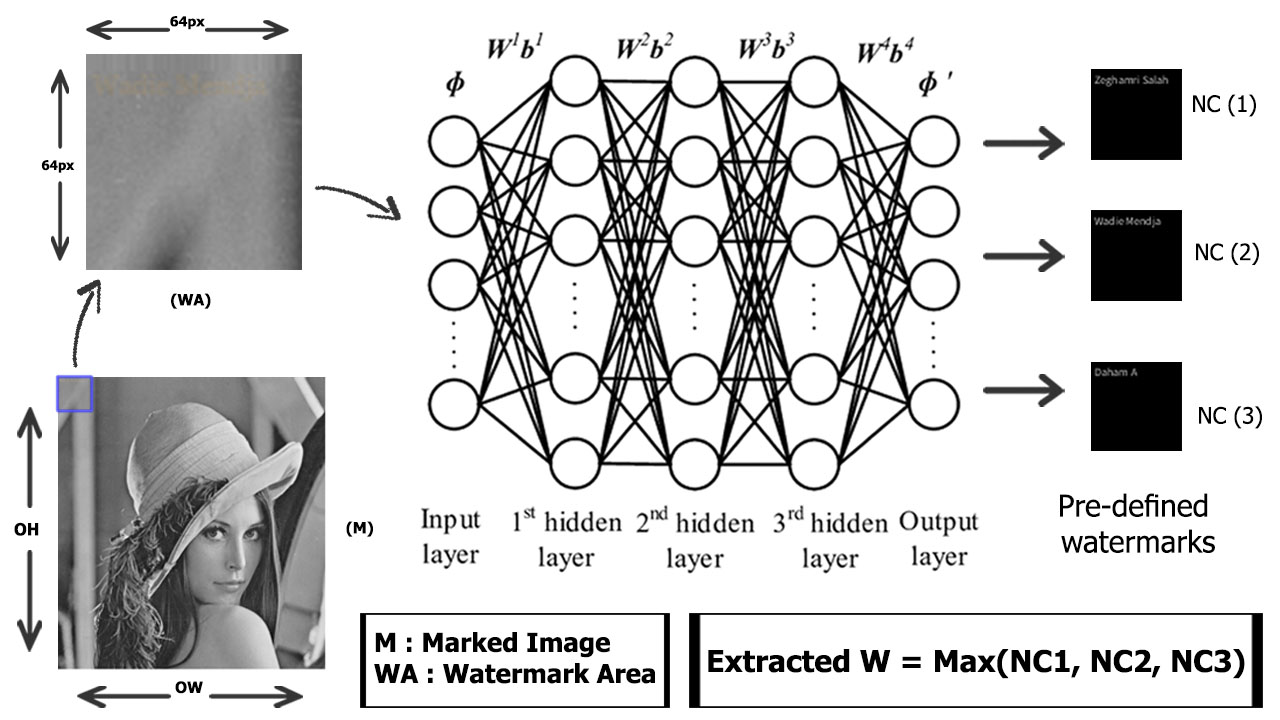 64px
64px
Wadie Mendja
(WA)
OH
OW
(M)
W¹b¹
W²b²
W³b³
W⁴b⁴
ϕ
ϕ'
Input layer
1st hidden layer
2nd hidden layer
3rd hidden layer
Output layer
Zeghamri Salah
NC (1)
Wadie Mendja
NC (2)
Daham A
NC (3)
Pre-defined
watermarks
M : Marked Image
WA : Watermark Area
Extracted W = Max(NC1, NC2, NC3)